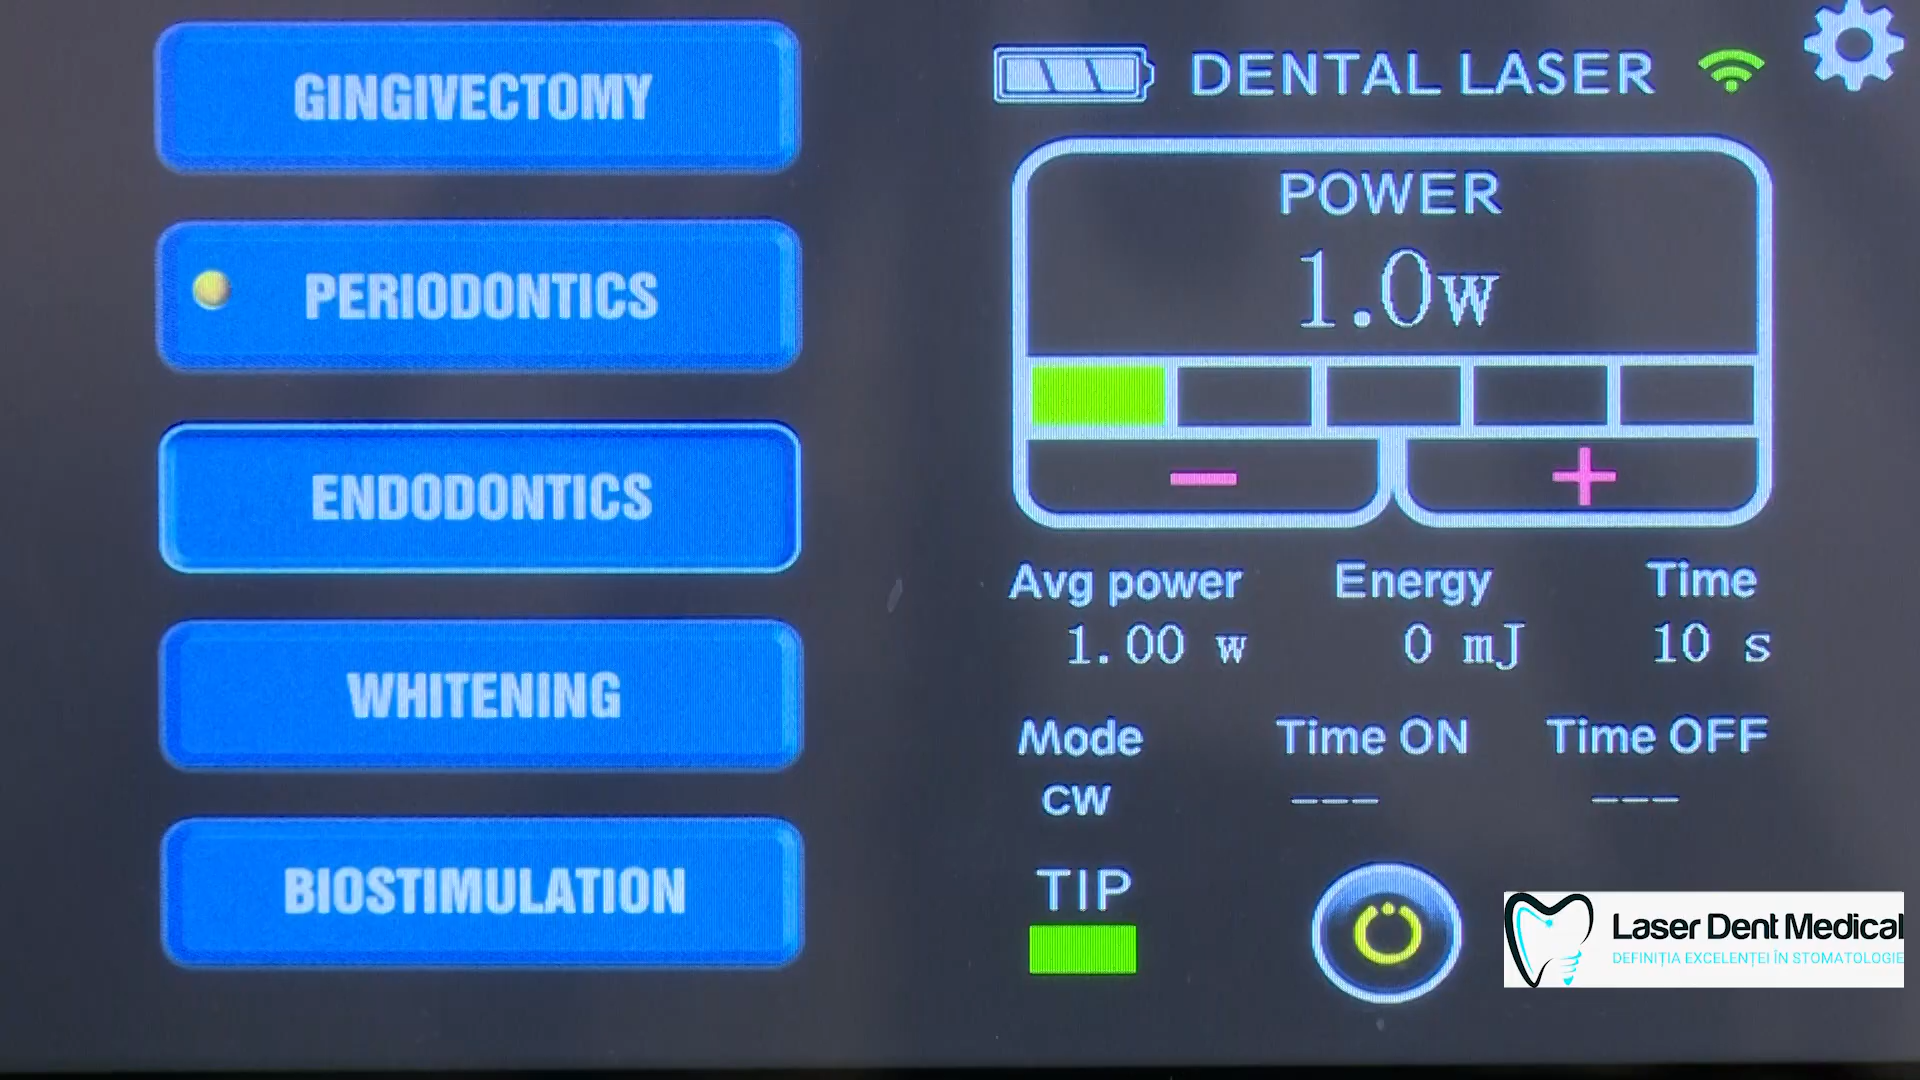 GINGIVECTOMY
PERIODONTICS
ENDODONTICS
WHITENING
BIOSTIMULATION
DENTAL LASER
POWER
1.0w
− +
Avg power Energy Time
1.00 w 0 mJ 10 s
Mode Time ON Time OFF
CW --- ---
TIP
Laser Dent Medical
DEFINIȚIA EXCELENȚEI ÎN STOMATOLOGIE